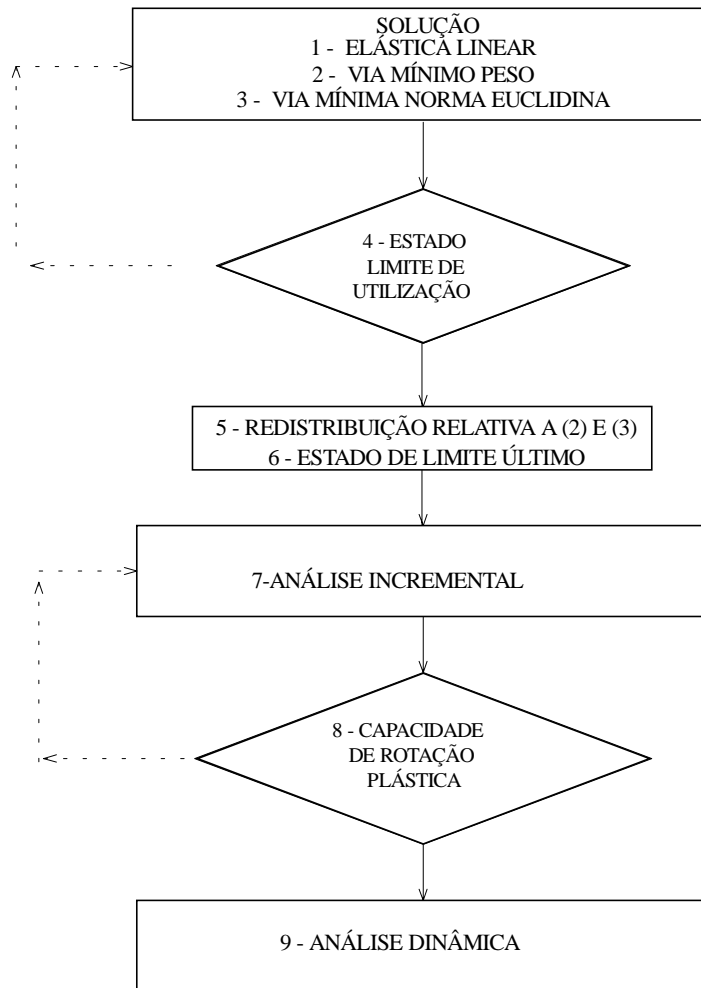 SOLUÇÃO
1 - ELÁSTICA LINEAR
2 - VIA MÍNIMO PESO
3 - VIA MÍNIMA NORMA EUCLIDINA
4 - ESTADO
LIMITE DE
UTILIZAÇÃO
5 - REDISTRIBUIÇÃO RELATIVA A (2) E (3)
6 - ESTADO DE LIMITE ÚLTIMO
7-ANÁLISE INCREMENTAL
8 - CAPACIDADE
DE ROTAÇÃO
PLÁSTICA
9 - ANÁLISE DINÂMICA